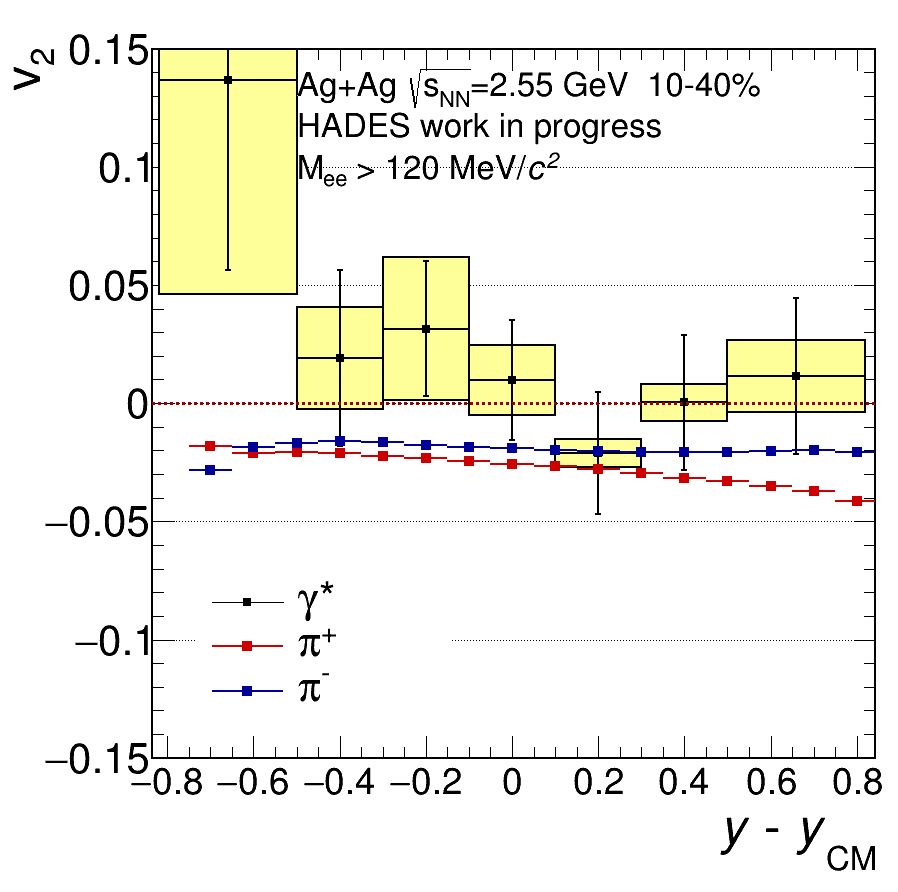 v2
0.15
0.1
0.05
0
−0.05
−0.1
−0.15
Ag+Ag √sNN=2.55 GeV 10-40%
HADES work in progress
Mee > 120 MeV/c2
γ*
π+
π-
−0.8 −0.6 −0.4 −0.2 0 0.2 0.4 0.6 0.8
y - yCM